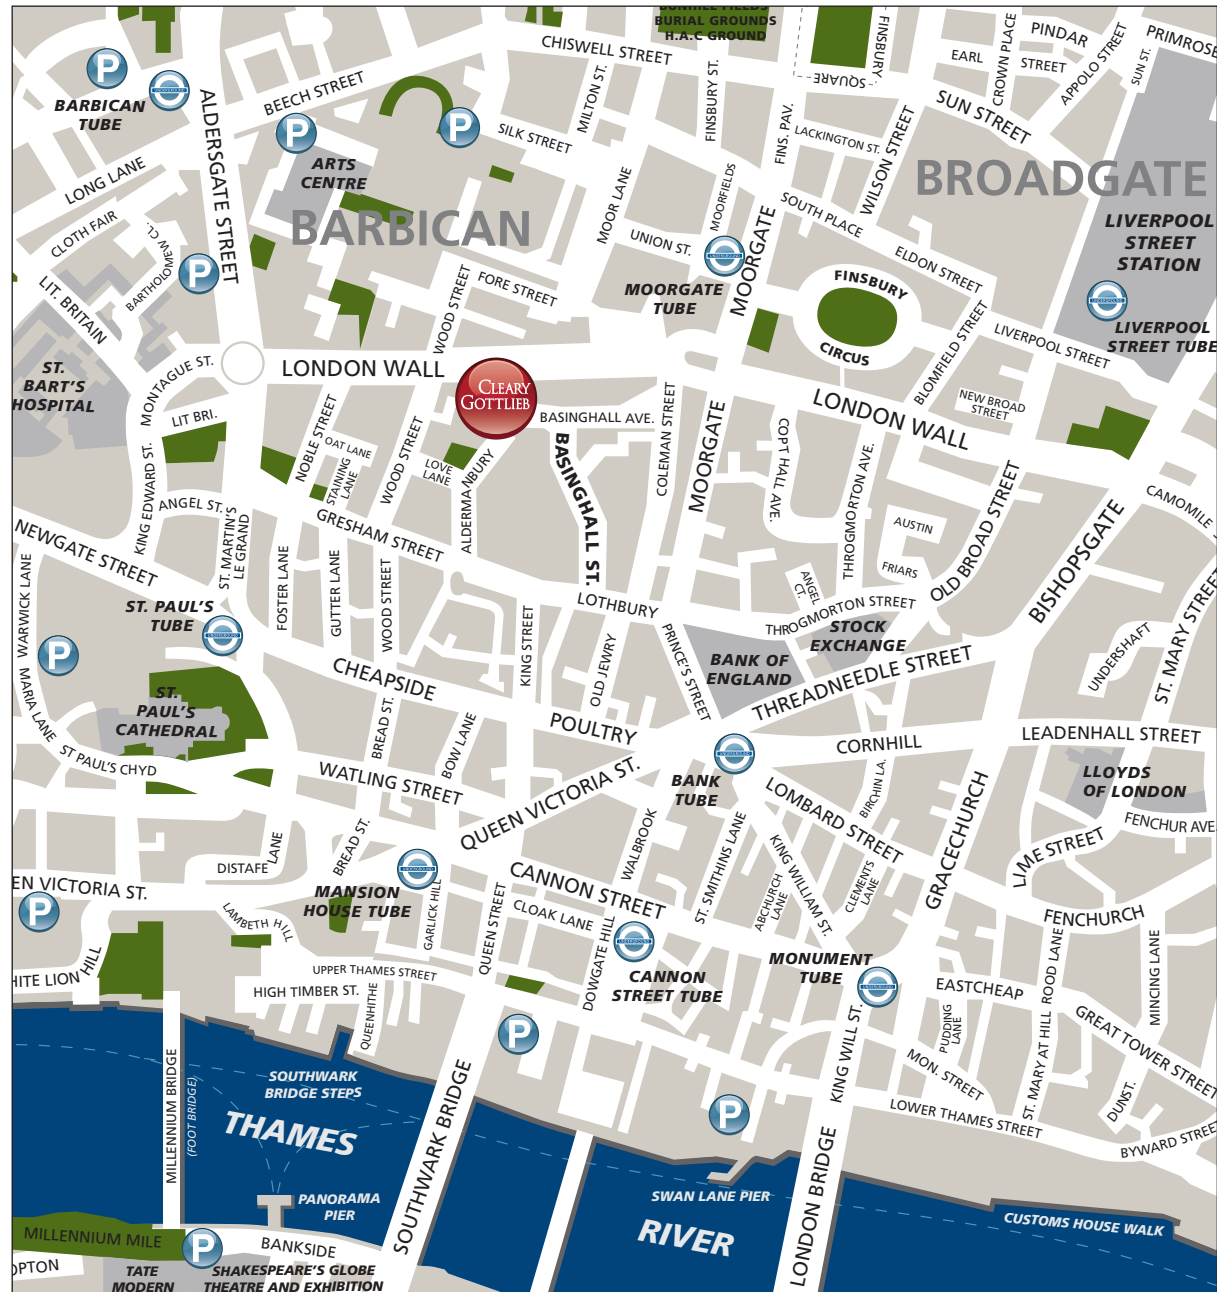 BUNHILL FIELDS
BURIAL GROUNDS
H.A.C GROUND
CHISWELL STREET
FINSBURY
SQUARE
EARL
STREET
CROWN PLACE
PINDAR
APPOLO STREET
SUN ST.
PRIMROSE
P
BARBICAN
TUBE
UNDERGROUND
ALDERSGATE STREET
BEECH STREET
P
P
SILK STREET
MILTON ST.
FINSBURY ST.
FINS. PAV.
LACKINGTON ST.
WILSON STREET
SUN STREET
BROADGATE
LIVERPOOL
STREET
STATION
ARTS
CENTRE
BARBICAN
LONG LANE
CLOTH FAIR
BARTHOLOMEW CL.
LIT. BRITAIN
P
MOOR LANE
UNION ST.
MOORFIELDS
UNDERGROUND
MOORGATE
TUBE
MOORGATE
SOUTH PLACE
ELDON STREET
FINSBURY
CIRCUS
BLOMFIELD STREET
LIVERPOOL STREET
UNDERGROUND
LIVERPOOL
STREET TUBE
WOOD STREET
FORE STREET
ST.
BART'S
HOSPITAL
MONTAGUE ST.
LONDON WALL
CLEARY
GOTTLIEB
BASINGHALL AVE.
BASINGHALL ST.
COLEMAN STREET
MOORGATE
LONDON WALL
NEW BROAD
STREET
COPT HALL AVE.
THROGMORTON AVE.
LIT BRI.
NOBLE STREET
OAT LANE
STAINING
LANE
WOOD STREET
LOVE
LANE
ALDERMANBURY
KING EDWARD ST.
ANGEL ST.
ST. MARTIN'S
LE GRAND
GRESHAM STREET
AUSTIN
FRIARS
OLD BROAD STREET
BISHOPSGATE
CAMOMILE
NEWGATE STREET
WARWICK LANE
ST. PAUL'S
TUBE
UNDERGROUND
FOSTER LANE
GUTTER LANE
WOOD STREET
KING STREET
LOTHBURY
OLD JEWRY
PRINCE'S STREET
ANGEL
CT.
THROGMORTON STREET
STOCK
EXCHANGE
BANK OF
ENGLAND
THREADNEEDLE STREET
UNDERSHAFT
ST. MARY STREET
P
MARIA LANE
ST.
PAUL'S
CATHEDRAL
ST PAUL'S CHYD
CHEAPSIDE
BREAD ST.
BOW LANE
POULTRY
UNDERGROUND
BANK
TUBE
CORNHILL
LEADENHALL STREET
LLOYDS
OF LONDON
FENCHUR AVE.
LIME STREET
WATLING STREET
QUEEN VICTORIA ST.
LOMBARD STREET
BIRCHIN LA.
GRACECHURCH
WALBROOK
ST. SMITHINS LANE
KING WILLIAM ST.
ABCHURCH
LANE
CLEMENTS
LANE
DISTAFE
LANE
BREAD ST.
UNDERGROUND
MANSION
HOUSE TUBE
EN VICTORIA ST.
P
LAMBETH HILL
GARLICK HILL
QUEEN STREET
CANNON STREET
CLOAK LANE
DOWGATE HILL
UNDERGROUND
CANNON
STREET TUBE
MONUMENT
TUBE
UNDERGROUND
FENCHURCH
ROOD LANE
MINCING LANE
EASTCHEAP
PUDDING
LANE
GREAT TOWER STREET
HITE LION HILL
UPPER THAMES STREET
HIGH TIMBER ST.
QUEENHITHE
P
KING WILL ST.
MON. STREET
ST. MARY AT HILL
LOWER THAMES STREET
DUNST.
BYWARD STREET
P
MILLENNIUM BRIDGE
(FOOT BRIDGE)
SOUTHWARK
BRIDGE STEPS
THAMES
SOUTHWARK BRIDGE
PANORAMA
PIER
SWAN LANE PIER
RIVER
LONDON BRIDGE
CUSTOMS HOUSE WALK
MILLENNIUM MILE
P
BANKSIDE
OPTON
TATE
MODERN
SHAKESPEARE'S GLOBE
THEATRE AND EXHIBITION